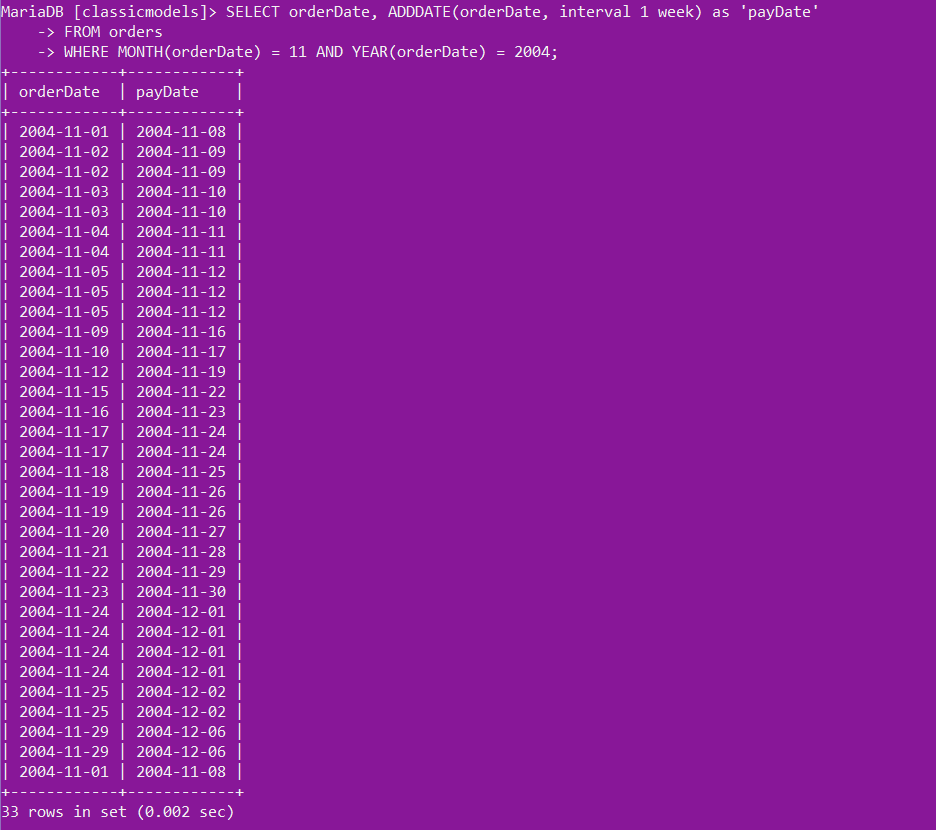 MariaDB [classicmodels]> SELECT orderDate, ADDDATE(orderDate, interval 1 week) as 'payDate'
    -> FROM orders
    -> WHERE MONTH(orderDate) = 11 AND YEAR(orderDate) = 2004;
+------------+------------+
| orderDate  | payDate    |
+------------+------------+
| 2004-11-01 | 2004-11-08 |
| 2004-11-02 | 2004-11-09 |
| 2004-11-02 | 2004-11-09 |
| 2004-11-03 | 2004-11-10 |
| 2004-11-03 | 2004-11-10 |
| 2004-11-04 | 2004-11-11 |
| 2004-11-04 | 2004-11-11 |
| 2004-11-05 | 2004-11-12 |
| 2004-11-05 | 2004-11-12 |
| 2004-11-05 | 2004-11-12 |
| 2004-11-09 | 2004-11-16 |
| 2004-11-10 | 2004-11-17 |
| 2004-11-12 | 2004-11-19 |
| 2004-11-15 | 2004-11-22 |
| 2004-11-16 | 2004-11-23 |
| 2004-11-17 | 2004-11-24 |
| 2004-11-17 | 2004-11-24 |
| 2004-11-18 | 2004-11-25 |
| 2004-11-19 | 2004-11-26 |
| 2004-11-19 | 2004-11-26 |
| 2004-11-20 | 2004-11-27 |
| 2004-11-21 | 2004-11-28 |
| 2004-11-22 | 2004-11-29 |
| 2004-11-23 | 2004-11-30 |
| 2004-11-24 | 2004-12-01 |
| 2004-11-24 | 2004-12-01 |
| 2004-11-24 | 2004-12-01 |
| 2004-11-24 | 2004-12-01 |
| 2004-11-25 | 2004-12-02 |
| 2004-11-25 | 2004-12-02 |
| 2004-11-29 | 2004-12-06 |
| 2004-11-29 | 2004-12-06 |
| 2004-11-01 | 2004-11-08 |
+------------+------------+
33 rows in set (0.002 sec)